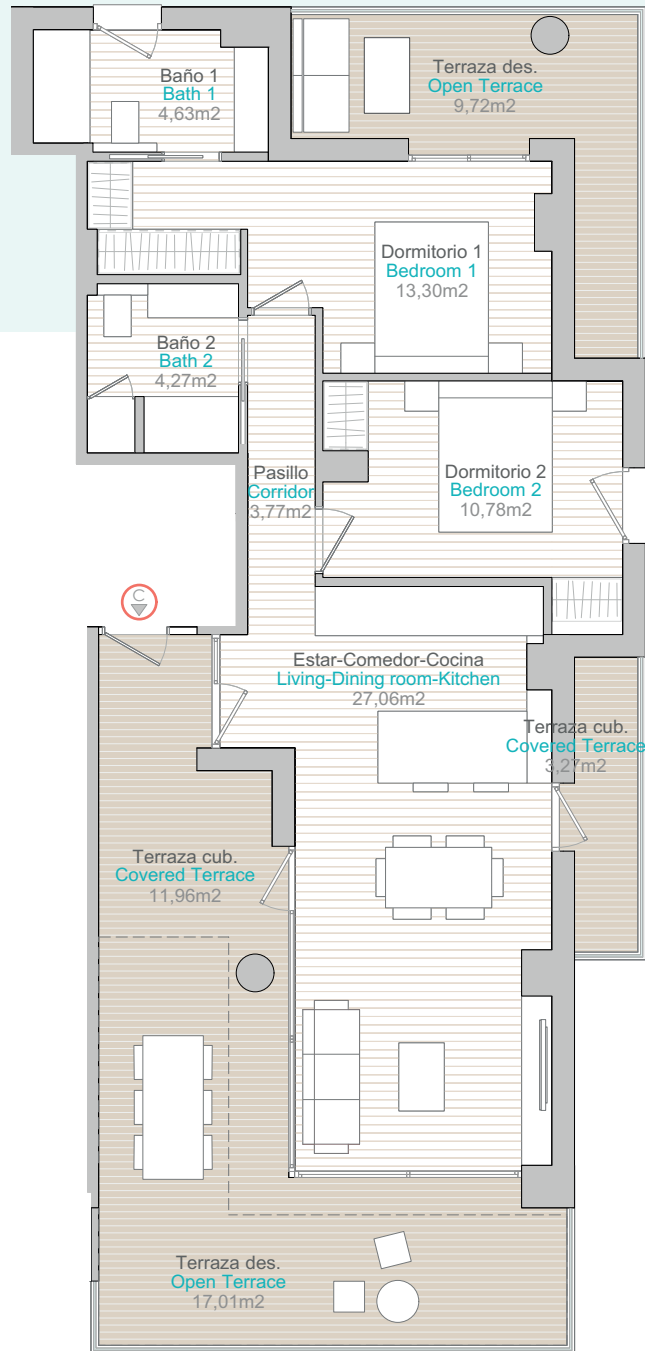 Baño 1
Bath 1
4,63m2
Terraza des.
Open Terrace
9,72m2
Dormitorio 1
Bedroom 1
13,30m2
Baño 2
Bath 2
4,27m2
Pasillo
Corridor
3,77m2
Dormitorio 2
Bedroom 2
10,78m2
C
Estar-Comedor-Cocina
Living-Dining room-Kitchen
27,06m2
Terraza cub.
Covered Terrace
3,27m2
Terraza cub.
Covered Terrace
11,96m2
Terraza des.
Open Terrace
17,01m2